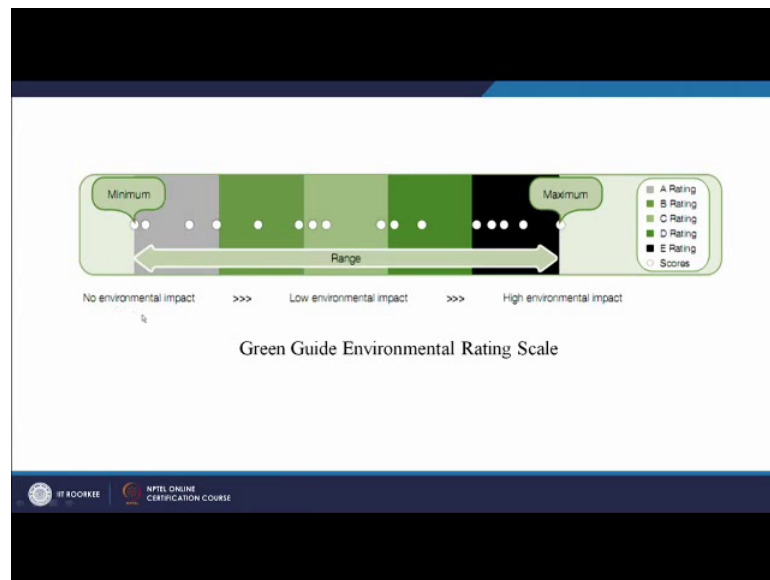 Minimum
Maximum
A Rating
B Rating
C Rating
D Rating
E Rating
Scores
Range
No environmental impact >>> Low environmental impact >>> High environmental impact
Green Guide Environmental Rating Scale
IIT ROORKEE
NPTEL ONLINE
CERTIFICATION COURSE